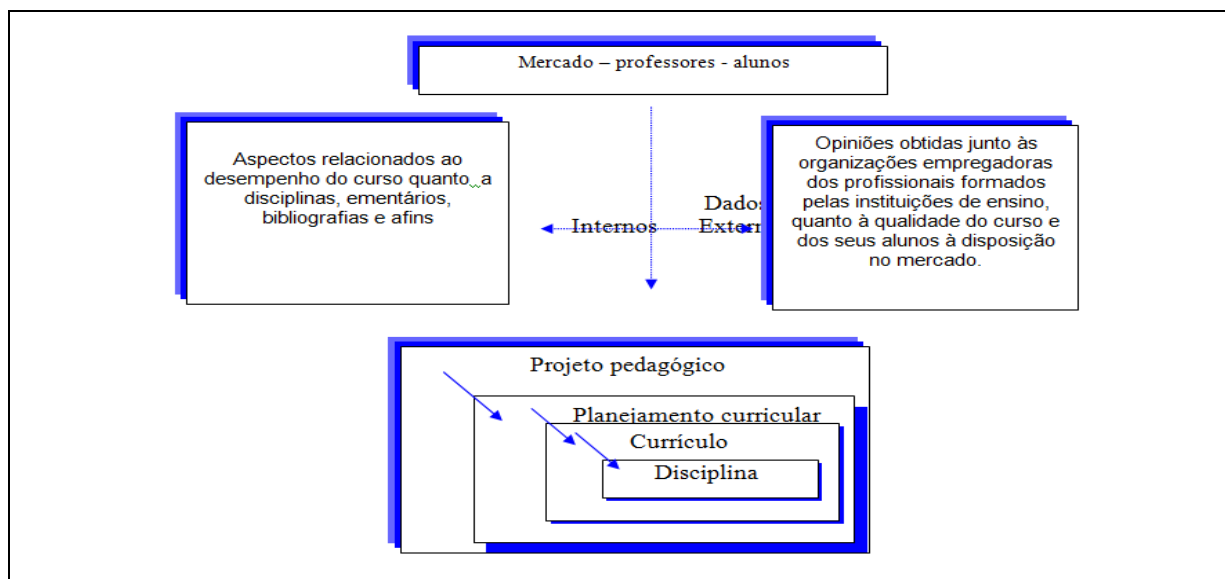 Mercado – professores - alunos
Aspectos relacionados ao
desempenho do curso quanto a
disciplinas, ementários,
bibliografias e afins
Internos
Dados
Extern
Opiniões obtidas junto às
organizações empregadoras
dos profissionais formados
pelas instituições de ensino,
quanto à qualidade do curso e
dos seus alunos à disposição
no mercado.
Projeto pedagógico
Planejamento curricular
Currículo
Disciplina